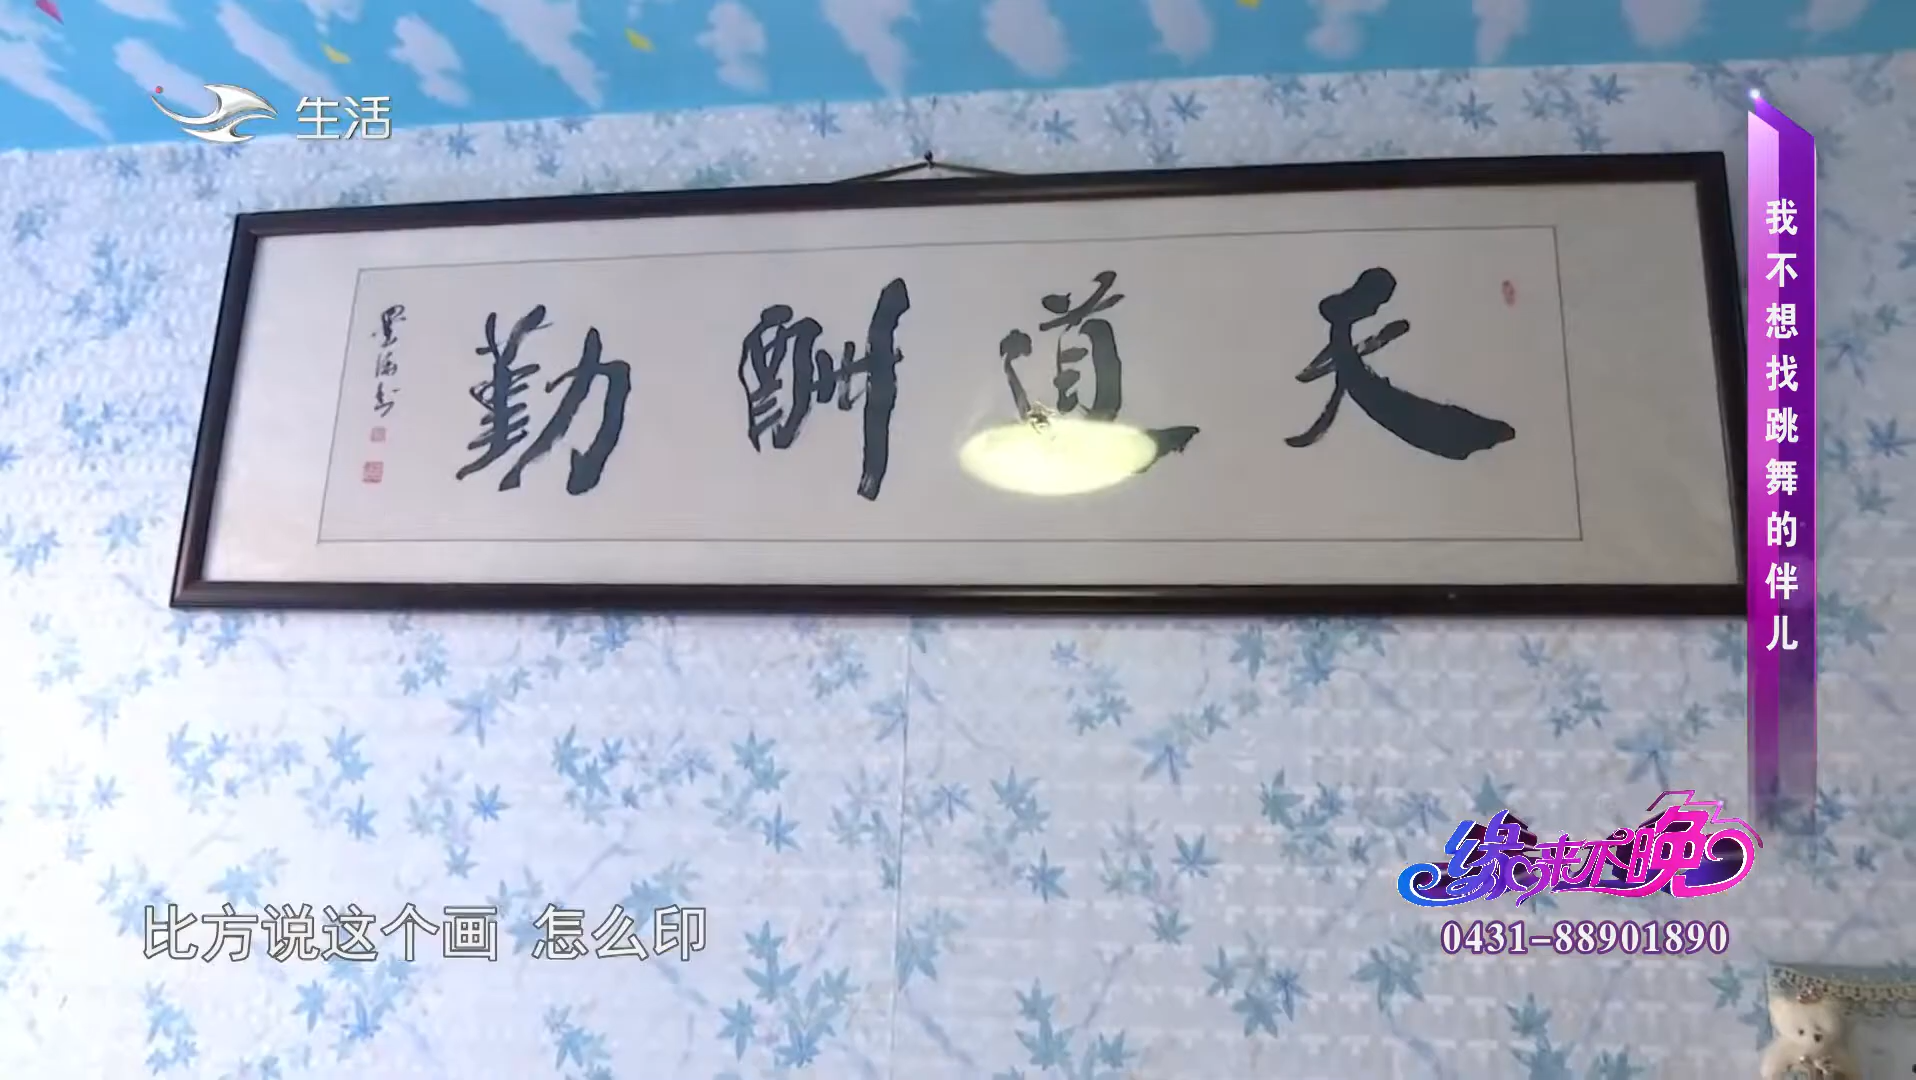 生活
天道酬勤
我不想找跳舞的伴儿
缘来不晚
0431-88901890
比方说这个画 怎么印